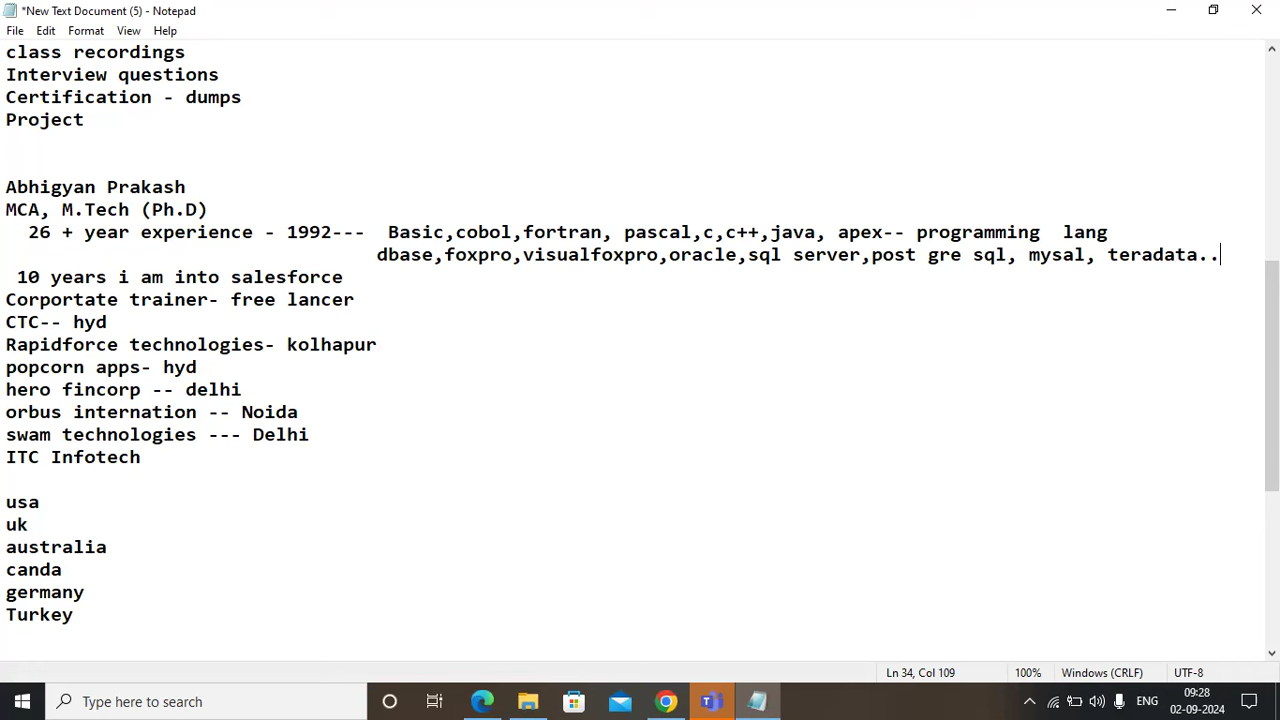 *New Text Document (5) - Notepad
File Edit Format View Help
class recordings
Interview questions
Certification - dumps
Project
Abhigyan Prakash
MCA, M.Tech (Ph.D)
26 + year experience - 1992--- Basic,cobol,fortran, pascal,c,c++,java, apex-- programming lang
dbase,foxpro,visualfoxpro,oracle,sql server,post gre sql, mysal, teradata..
10 years i am into salesforce
Corportate trainer- free lancer
CTC-- hyd
Rapidforce technologies- kolhapur
popcorn apps- hyd
hero fincorp -- delhi
orbus internation -- Noida
swam technologies --- Delhi
ITC Infotech
usa
uk
australia
canda
germany
Turkey
Ln 34, Col 109 100% Windows (CRLF) UTF-8
Type here to search
ENG
09:28
02-09-2024